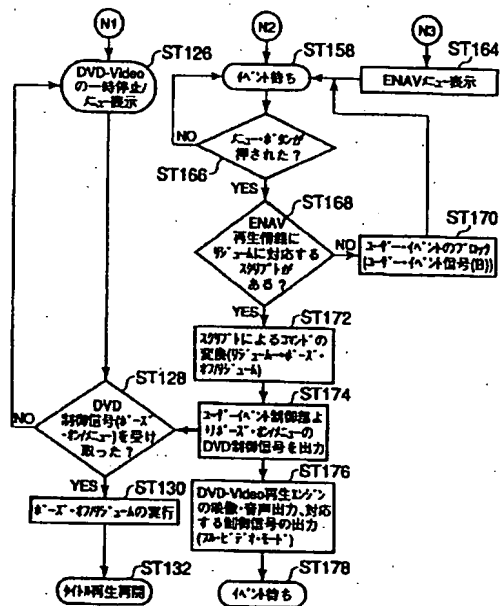 N1
N2
N3
ST126
ST158
ST164
DVD-Video
の一時停止/
メニュー表示
イベント待ち
ENAVメニュー表示
NO
メニュー・ボタンが
押された?
ST166
YES
ST168
ENAV
再生情報に
リジュームに対応する
スクリプトが
ある?
NO
ST170
ユーザー・イベントのブロック
(ユーザー・イベント信号(B))
YES
ST172
スクリプトによるコマンドの
変換(リジューム→ポーズ・
オフ/リジューム)
ST128
ST174
NO
DVD
制御信号(ポーズ
・オン/メニュー)を受け
取った?
ユーザーイベント制御部よ
りポーズ・オン/メニューの
DVD制御信号を出力
YES
ST130
ST176
ポーズ・オフ/リジュームの実行
DVD-Video再生エンジン
の映像・音声出力、対応
する制御信号の出力
(フル・ビデオ・モード)
ST132
ST178
タイトル再生再開
イベント待ち